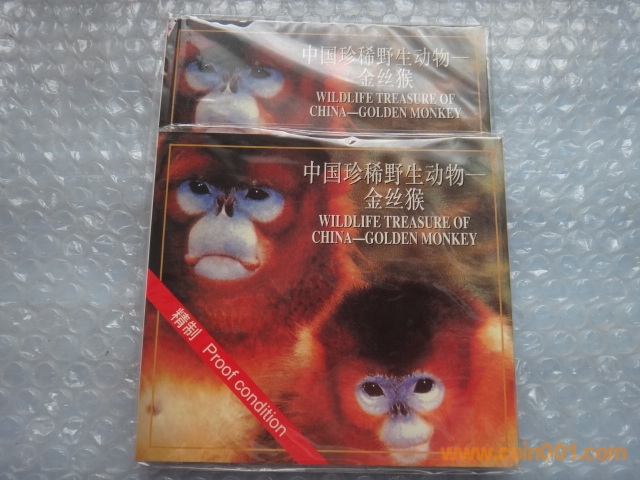 中国珍稀野生动物—
金丝猴
WILDLIFE TREASURE OF
CHINA—GOLDEN MONKEY
中国珍稀野生动物—
金丝猴
WILDLIFE TREASURE OF
CHINA—GOLDEN MONKEY
精制 Proof condition
www.coin001.com